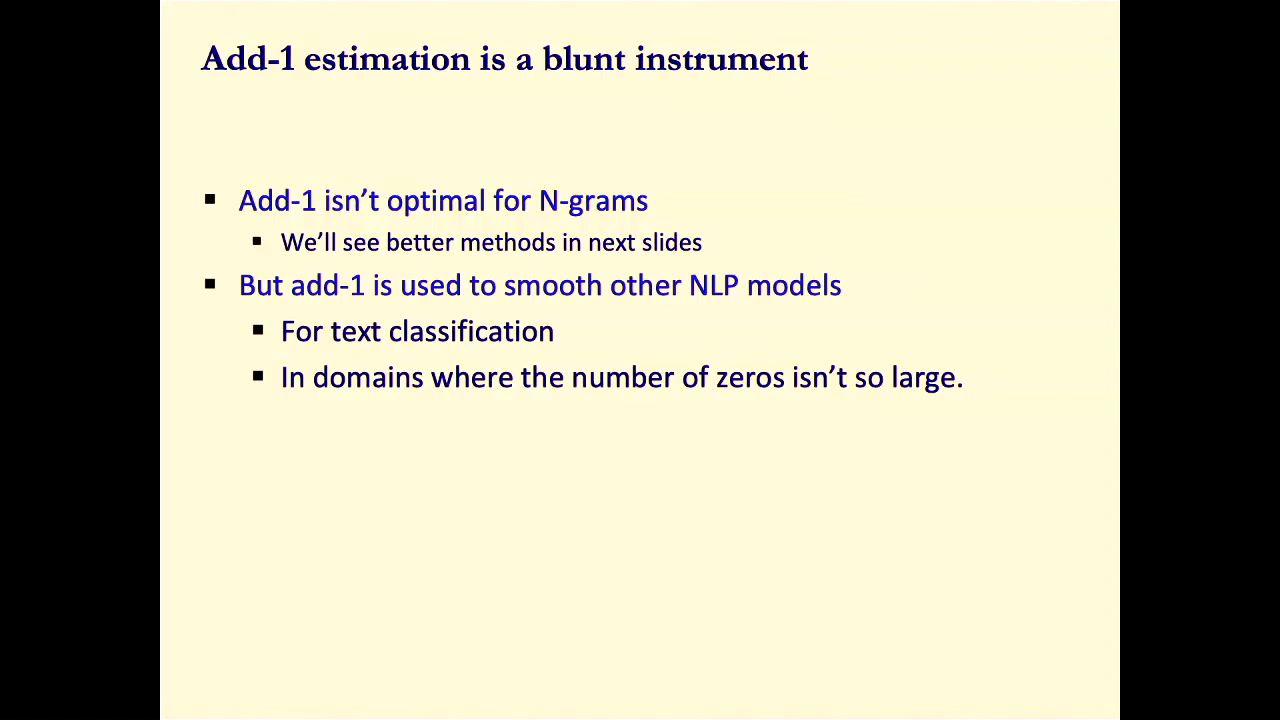 Add-1 estimation is a blunt instrument
▪ Add-1 isn’t optimal for N-grams
▪ We’ll see better methods in next slides
▪ But add-1 is used to smooth other NLP models
▪ For text classification
▪ In domains where the number of zeros isn’t so large.